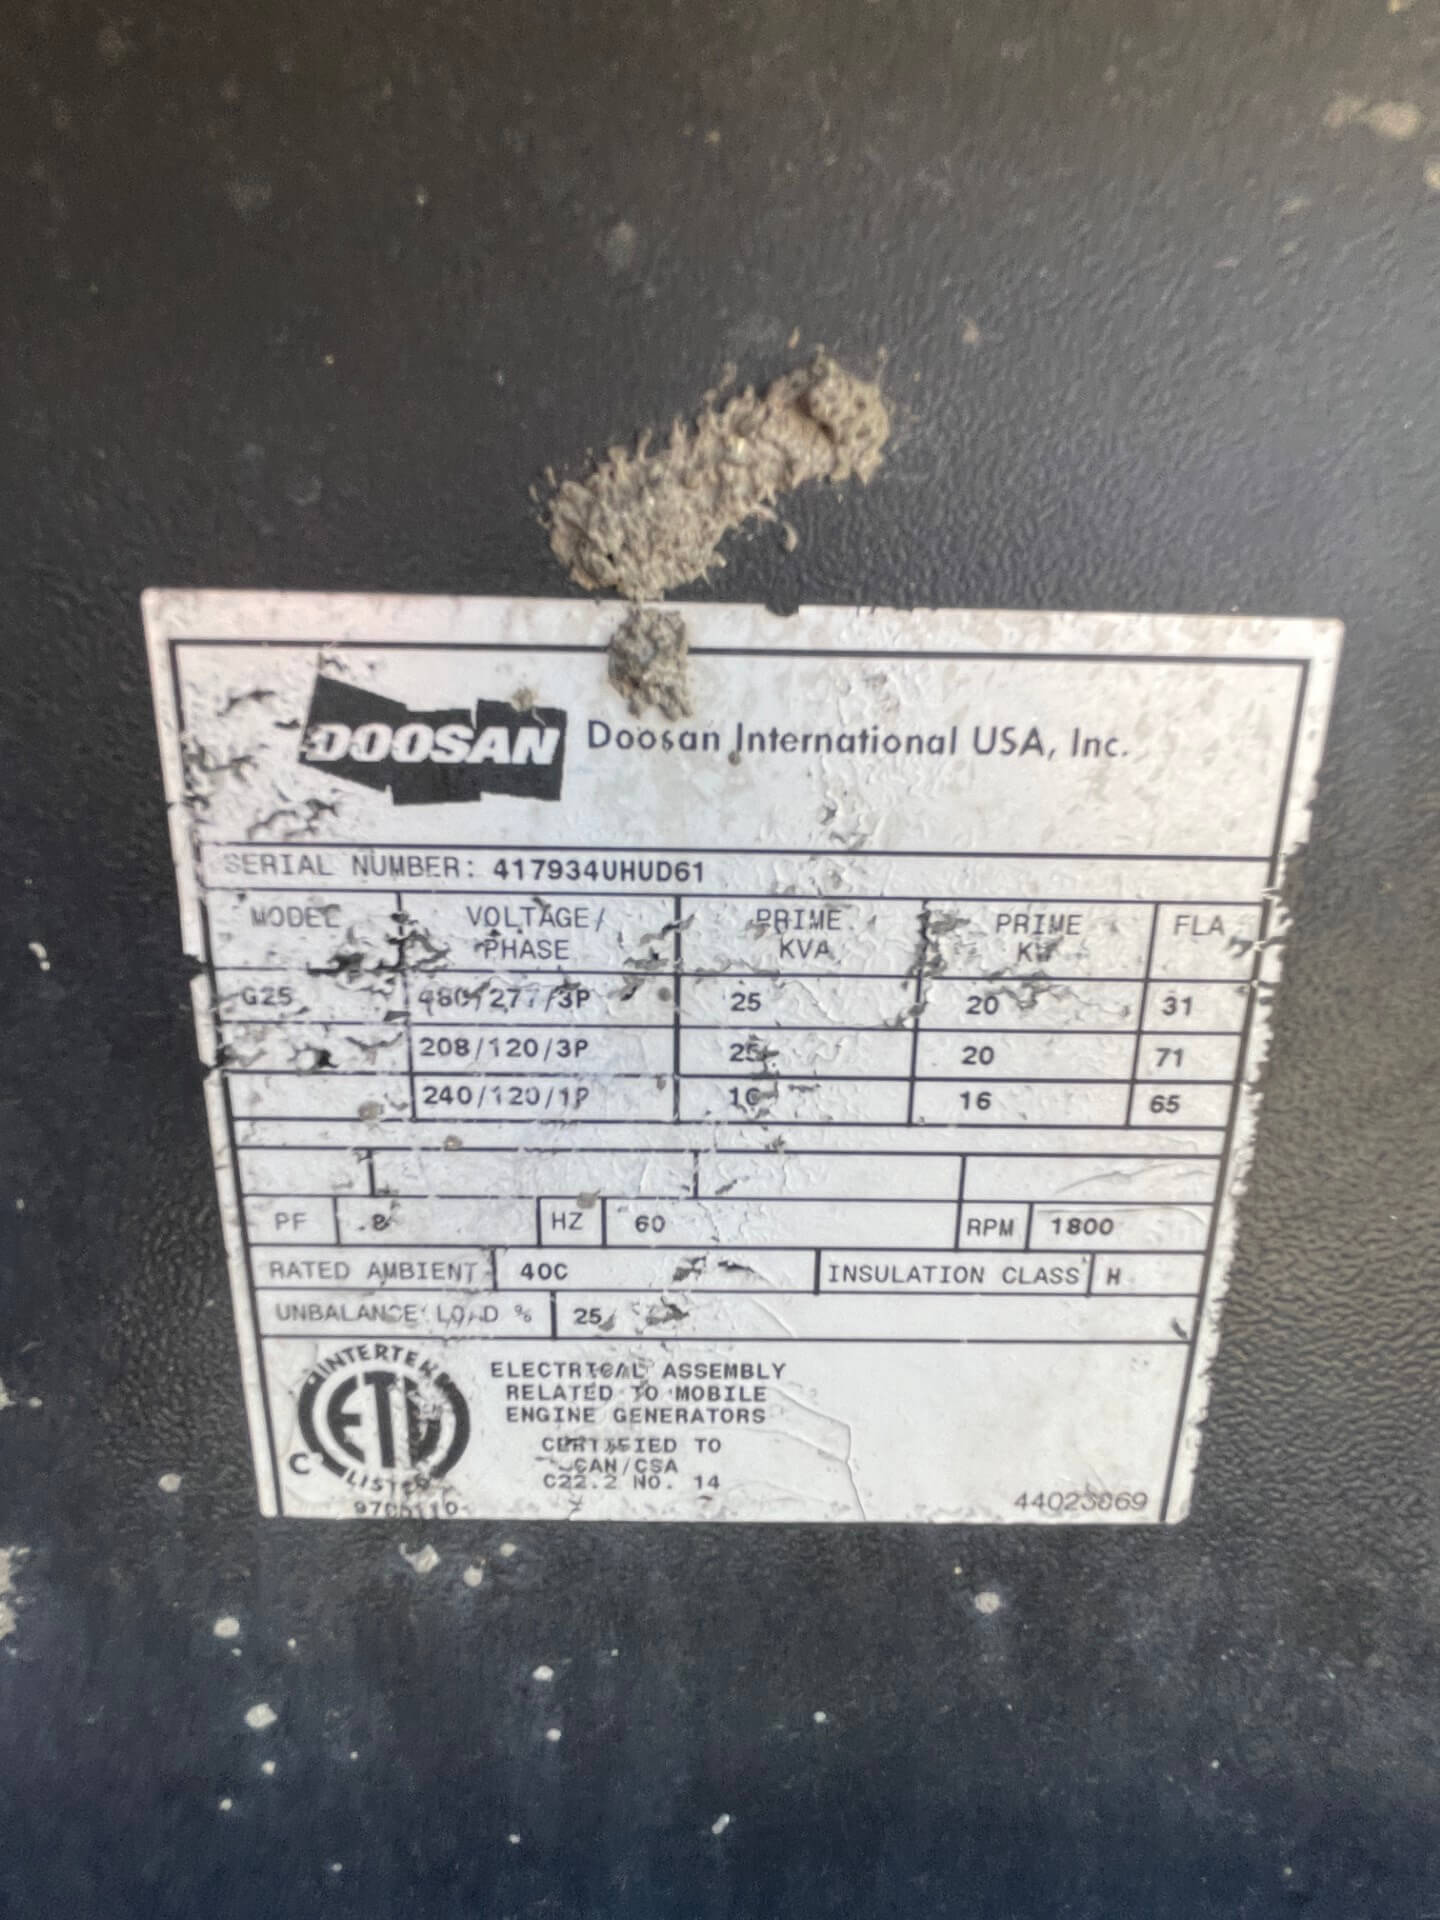 DOOSAN Doosan International USA, Inc.
SERIAL NUMBER: 417934UHUD61
MODEL VOLTAGE/PHASE PRIME KVA PRIME KW FLA
G25 480/277/3P 25 20 31
208/120/3P 25 20 71
240/120/1P 16 16 65
PF .8 HZ 60 RPM 1800
RATED AMBIENT 40C INSULATION CLASS H
UNBALANCE LOAD % 25
INTERTEK
ETL
C
LISTED
ELECTRICAL ASSEMBLY
RELATED TO MOBILE
ENGINE GENERATORS
CERTIFIED TO
CAN/CSA
C22.2 NO. 14